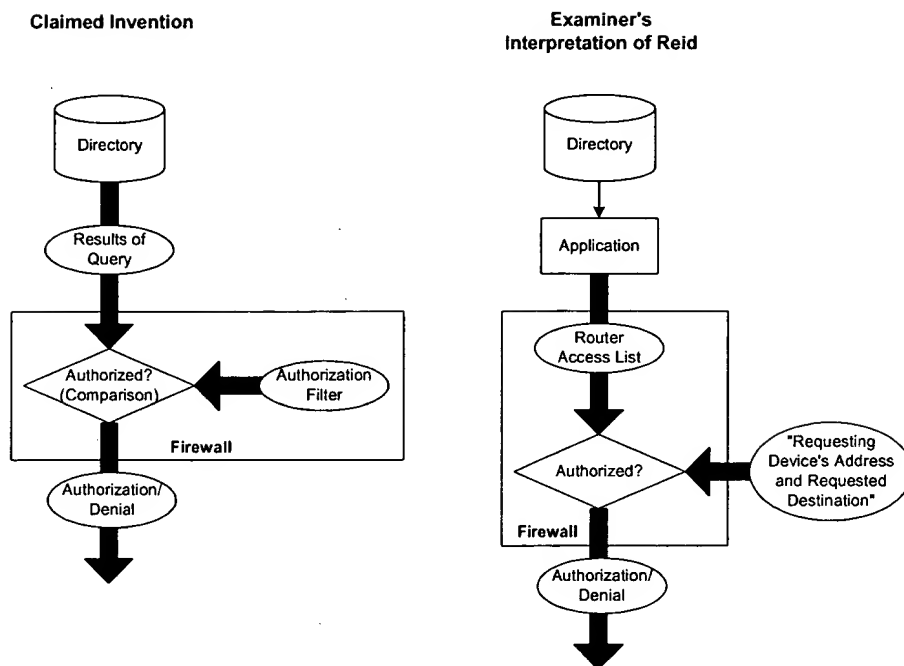 Claimed Invention
Directory
Results of
Query
Authorized?
(Comparison)
Authorization
Filter
Firewall
Authorization/
Denial
Examiner's
Interpretation of Reid
Directory
Application
Router
Access List
Authorized?
"Requesting
Device's Address
and Requested
Destination"
Firewall
Authorization/
Denial